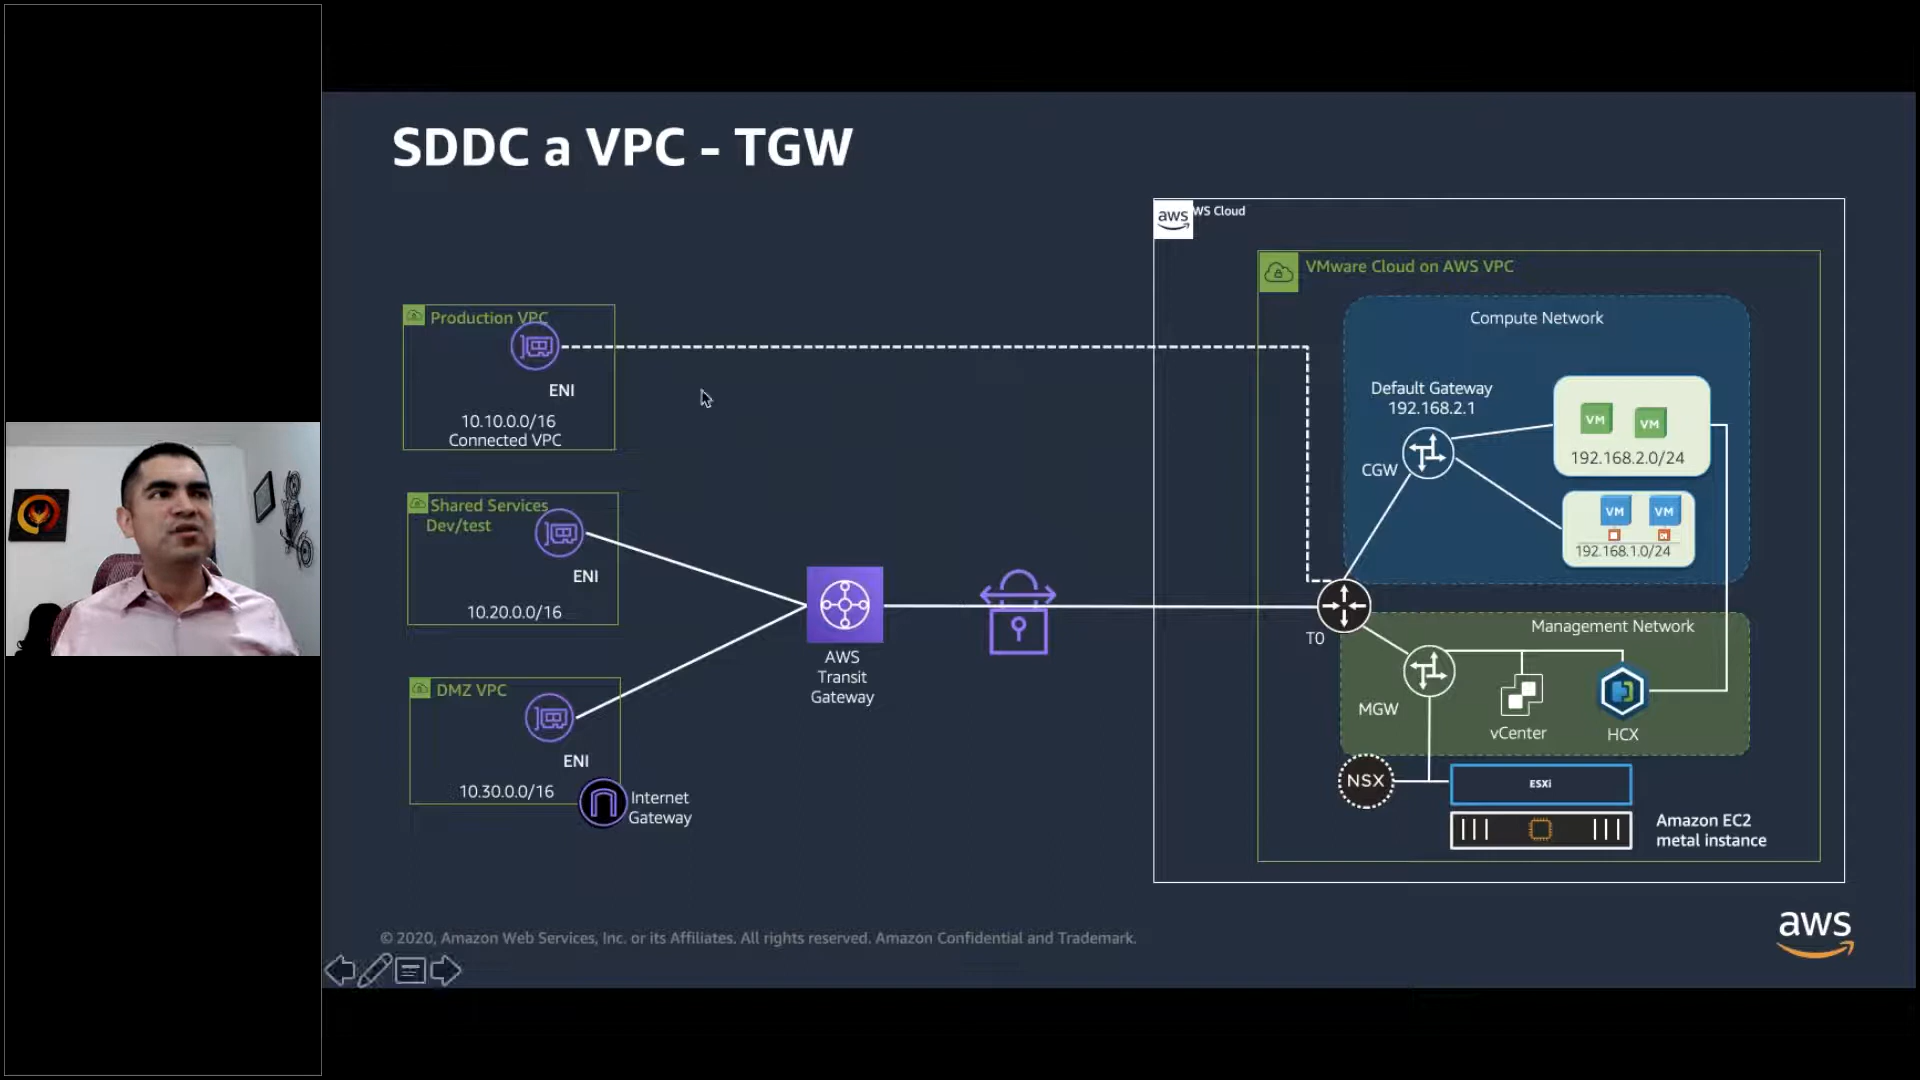 SDDC a VPC - TGW
aws
WS Cloud
VMware Cloud on AWS VPC
Production VPC
ENI
10.10.0.0/16
Connected VPC
Shared Services
Dev/test
ENI
10.20.0.0/16
DMZ VPC
ENI
10.30.0.0/16
Internet
Gateway
AWS
Transit
Gateway
Compute Network
Default Gateway
192.168.2.1
CGW
VM
VM
192.168.2.0/24
VM
VM
192.168.1.0/24
T0
Management Network
MGW
vCenter
HCX
NSX
ESXi
Amazon EC2
metal instance
© 2020, Amazon Web Services, Inc. or its Affiliates. All rights reserved. Amazon Confidential and Trademark.
aws